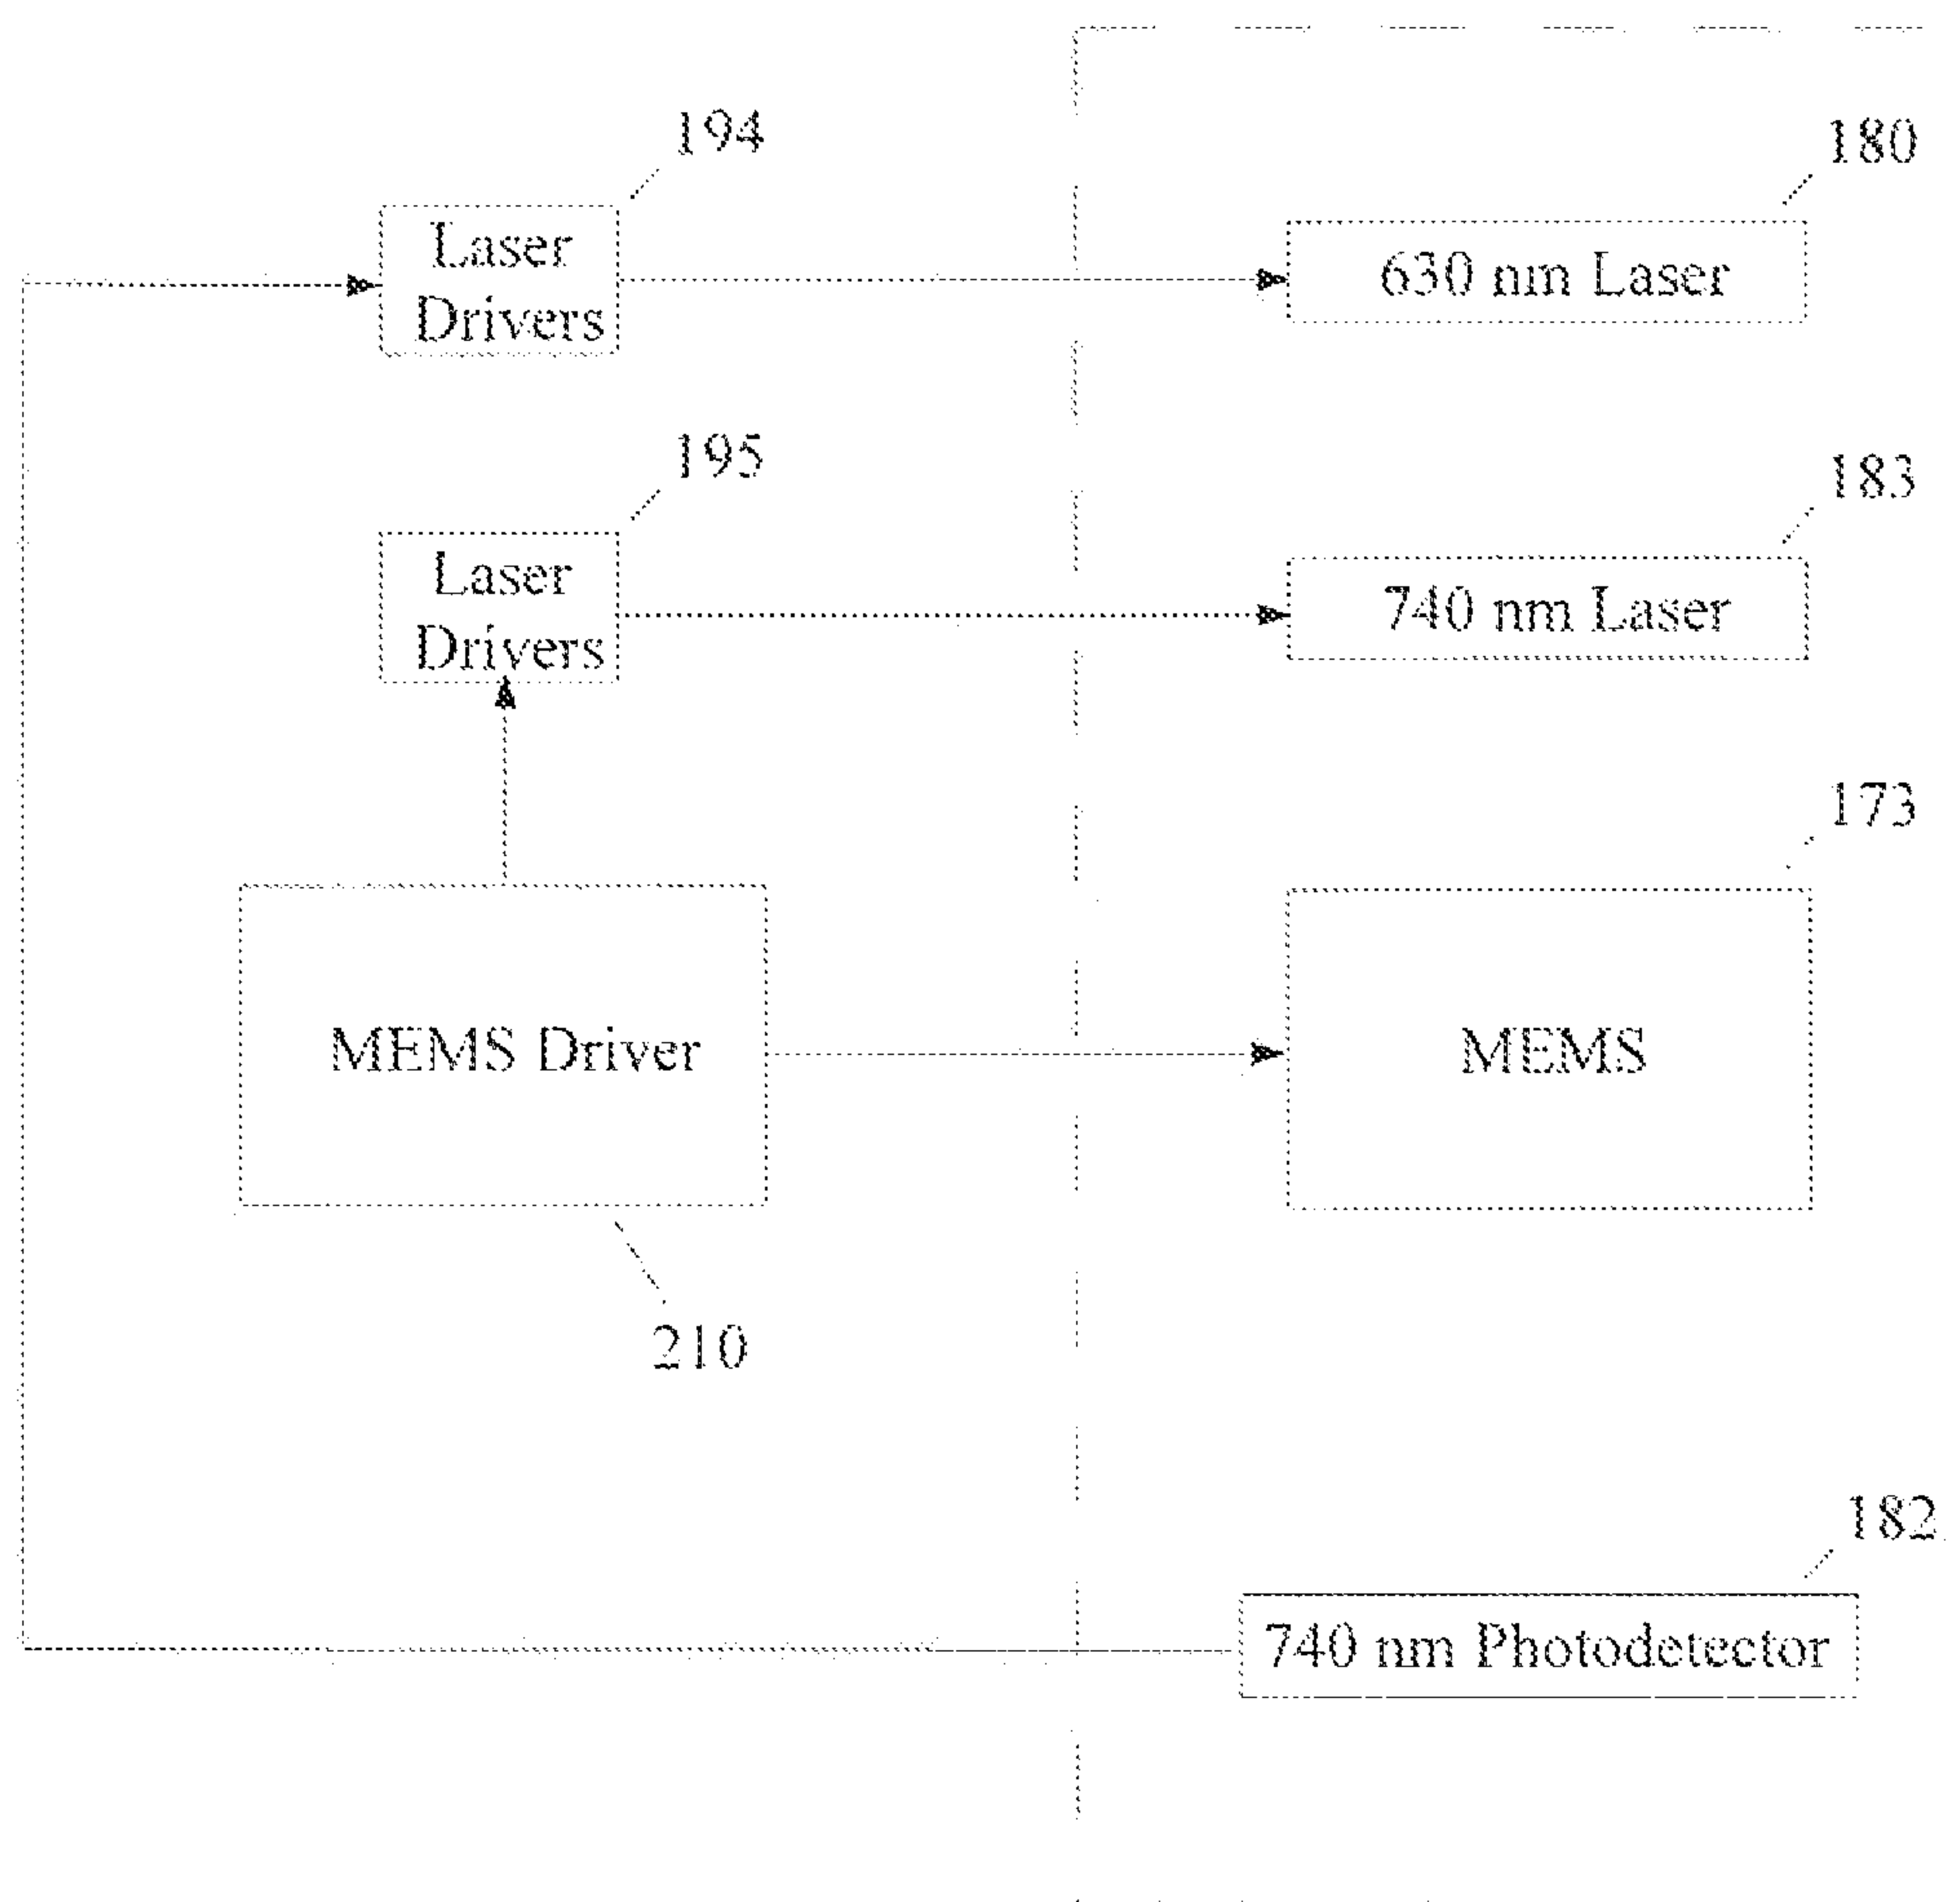 194
180
Laser
Drivers
630 nm Laser
195
183
Laser
Drivers
740 nm Laser
173
MEMS Driver
MEMS
210
182
740 nm Photodetector